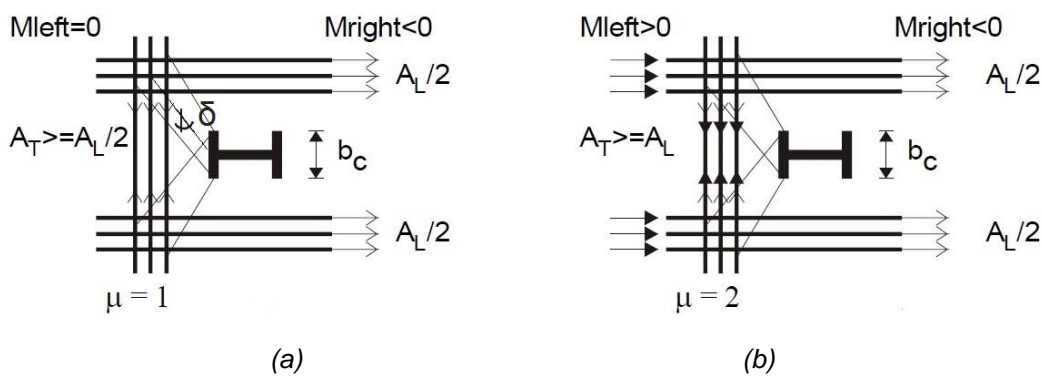 Mleft=0
Mright<0
A_L/2
δ
A_T>=A_L/2
b_c
A_L/2
μ = 1
(a)
Mleft>0
Mright<0
A_L/2
A_T>=A_L
b_c
A_L/2
μ = 2
(b)